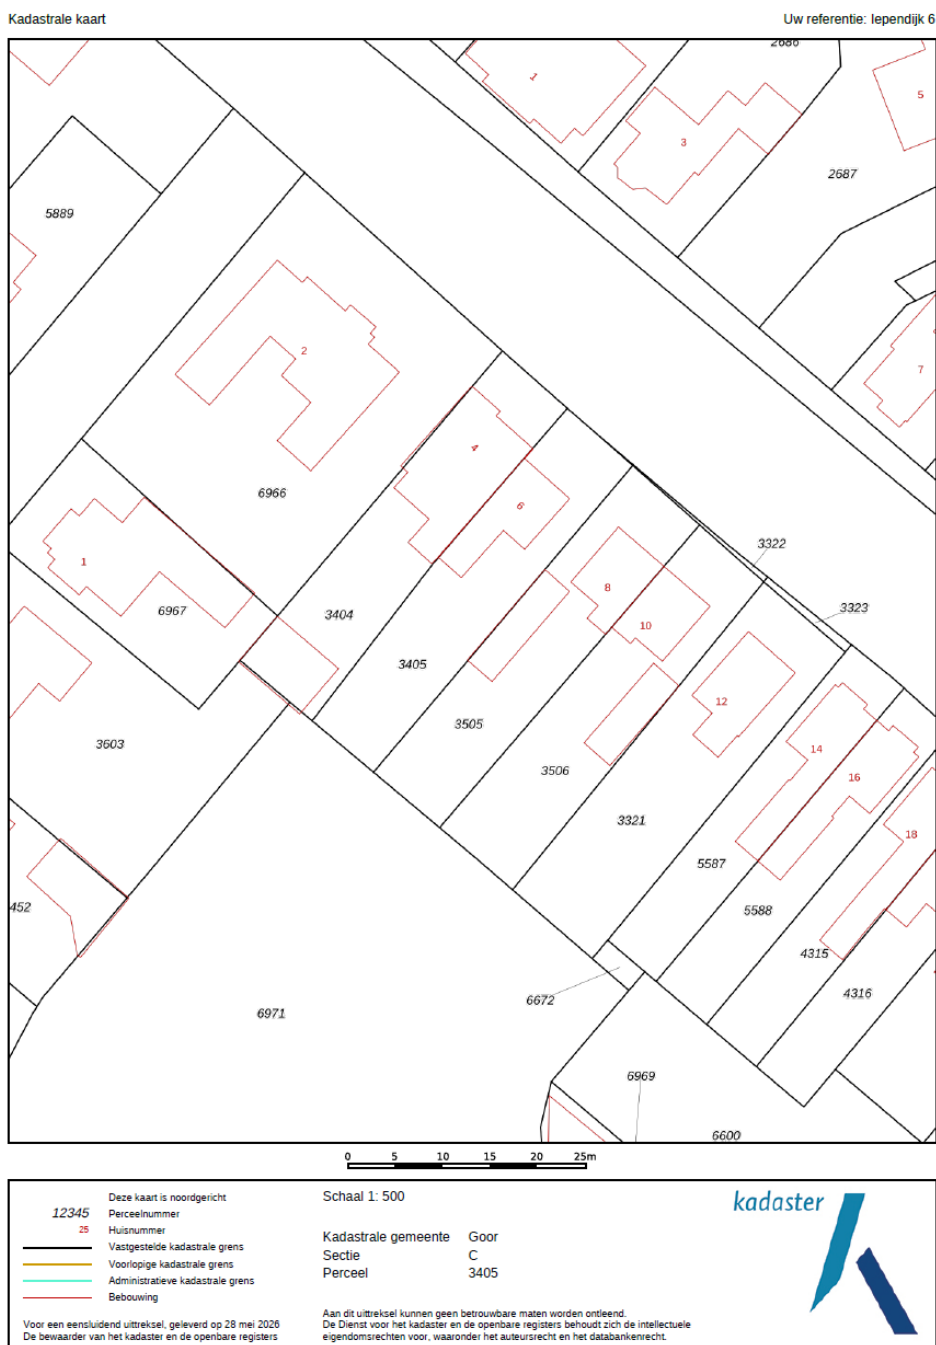 Kadastrale kaart
Uw referentie: Iependijk 6
2686
1
5
3
2687
5889
2
7
4
6966
6
3322
1
8
3323
6967
3404
10
3405
12
3505
3603
14
3506
16
3321
18
5587
452
5588
4315
4316
6672
6971
6969
6600
0 5 10 15 20 25m
Deze kaart is noordgericht
12345 Perceelnummer
25 Huisnummer
Vastgestelde kadastrale grens
Voorlopige kadastrale grens
Administratieve kadastrale grens
Bebouwing
Voor een eensluidend uittreksel, geleverd op 28 mei 2026
De bewaarder van het kadaster en de openbare registers
Schaal 1: 500
Kadastrale gemeente Goor
Sectie C
Perceel 3405
Aan dit uittreksel kunnen geen betrouwbare maten worden ontleend.
De Dienst voor het kadaster en de openbare registers behoudt zich de intellectuele
eigendomsrechten voor, waaronder het auteursrecht en het databankenrecht.
kadaster